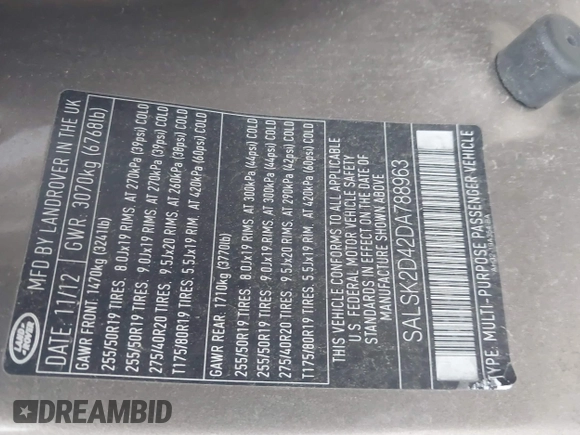 LAND-
ROVER
MFD BY LANDROVER IN THE UK
DATE: 11/12 GWR: 3070kg (6768lb)
GAWR FRONT: 1470kg (3241lb)
255/50R19 TIRES, 8.0Jx19 RIMS, AT 270kPa (39psi) COLD
255/50R19 TIRES, 9.0Jx19 RIMS, AT 270kPa (39psi) COLD
275/40R20 TIRES, 9.5Jx20 RIMS, AT 260kPa (38psi) COLD
T175/80R19 TIRES, 5.5Jx19 RIM, AT 420kPa (60psi) COLD
GAWR REAR: 1710kg (3770lb)
255/50R19 TIRES, 8.0Jx19 RIMS, AT 300kPa (44psi) COLD
255/50R19 TIRES, 9.0Jx19 RIMS, AT 300kPa (44psi) COLD
275/40R20 TIRES, 9.5Jx20 RIMS, AT 290kPa (42psi) COLD
T175/80R19 TIRES, 5.5Jx19 RIM, AT 420kPa (60psi) COLD
THIS VEHICLE CONFORMS TO ALL APPLICABLE
U.S. FEDERAL MOTOR VEHICLE SAFETY
STANDARDS IN EFFECT ON THE DATE OF
MANUFACTURE SHOWN ABOVE
SALSK2D42DA788963
TYPE: MULTI-PURPOSE PASSENGER VEHICLE
DREAMBID